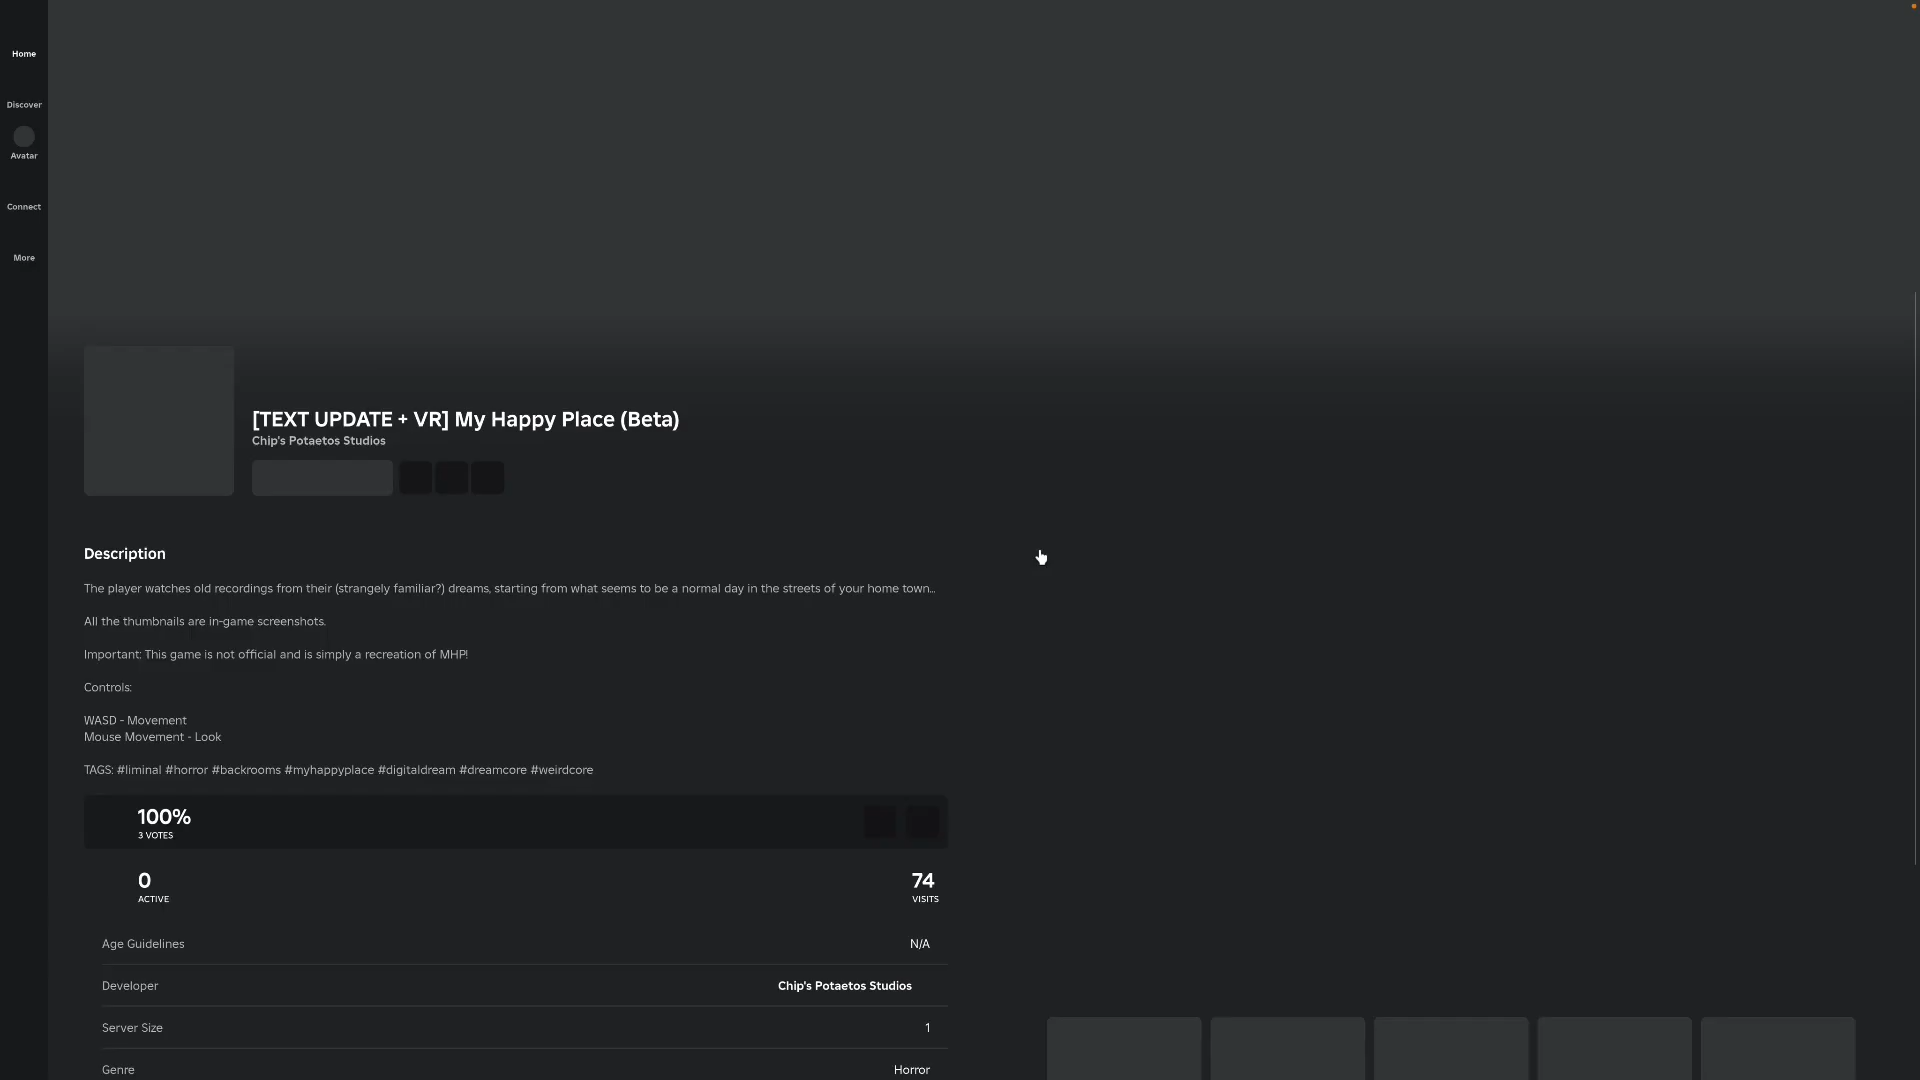 Home
Discover
Avatar
Connect
More
[TEXT UPDATE + VR] My Happy Place (Beta)
Chip's Potaetos Studios
Description
The player watches old recordings from their (strangely familiar?) dreams, starting from what seems to be a normal day in the streets of your home town...
All the thumbnails are in-game screenshots.
Important: This game is not official and is simply a recreation of MHP!
Controls:
WASD - Movement
Mouse Movement - Look
TAGS: #liminal #horror #backrooms #myhappyplace #digitaldream #dreamcore #weirdcore
100%
3 VOTES
0
ACTIVE
74
VISITS
Age Guidelines N/A
Developer Chip's Potaetos Studios
Server Size 1
Genre Horror